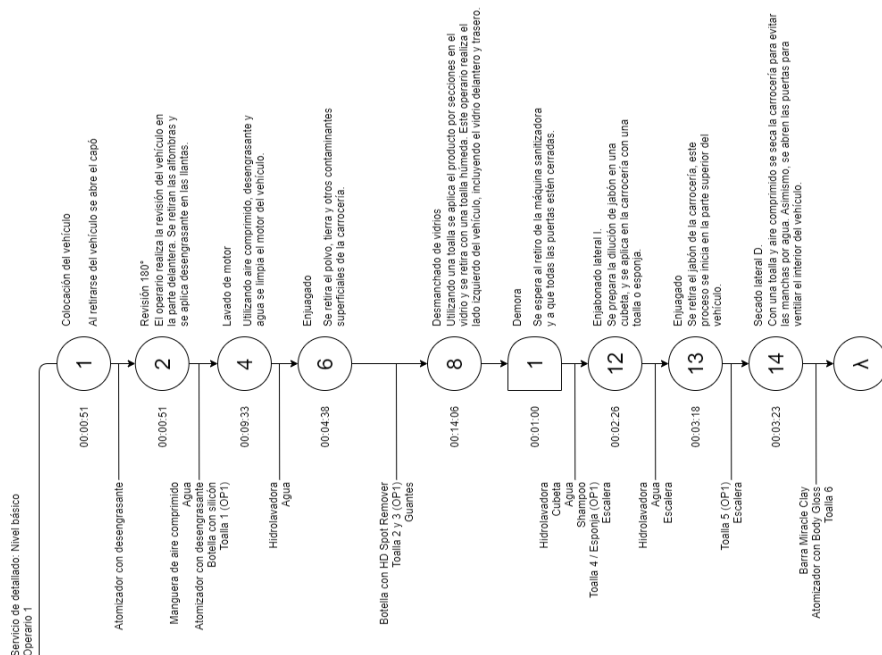 Servicio de detallado: Nivel básico
Operario 1
1
00:00:51
Colocación del vehículo
Al retirarse del vehículo se abre el capó
Atomizador con desengrasante
2
00:00:51
Revisión 180°
El operario realiza la revisión del vehículo en
la parte delantera. Se retiran las alfombras y
se aplica desengrasante en las llantas.
Manguera de aire comprimido
Agua
Atomizador con desengrasante
Botella con silicón
Toalla 1 (OP1)
4
00:09:33
Lavado de motor
Utilizando aire comprimido, desengrasante y
agua se limpia el motor del vehículo.
Hidrolavadora
Agua
6
00:04:38
Enjuagado
Se retira el polvo, tierra y otros contaminantes
superficiales de la carrocería.
Botella con HD Spot Remover
Toalla 2 y 3 (OP1)
Guantes
8
00:14:06
Desmanchado de vidrios
Utilizando una toalla se aplica el producto por secciones en el
vidrio y se retira con una toalla húmeda. Este operario realiza el
lado izquierdo del vehículo, incluyendo el vidrio delantero y trasero.
1
00:01:00
Demora
Se espera al retiro de la máquina sanitizadora
y a que todas las puertas estén cerradas.
Hidrolavadora
Cubeta
Agua
Shampoo
Toalla 4 / Esponja (OP1)
Escalera
12
00:02:26
Enjabonado lateral I.
Se prepara la dilución de jabón en una
cubeta, y se aplica en la carrocería con una
toalla o esponja.
Hidrolavadora
Agua
Escalera
13
00:03:18
Enjuagado
Se retira el jabón de la carrocería, este
proceso se inicia en la parte superior del
vehículo.
Toalla 5 (OP1)
Escalera
14
00:03:23
Secado lateral D.
Con una toalla y aire comprimido se seca la carrocería para evitar
las manchas por agua. Asimismo, se abren las puertas para
ventilar el interior del vehículo.
Barra Miracle Clay
Atomizador con Body Gloss
Toalla 6
λ